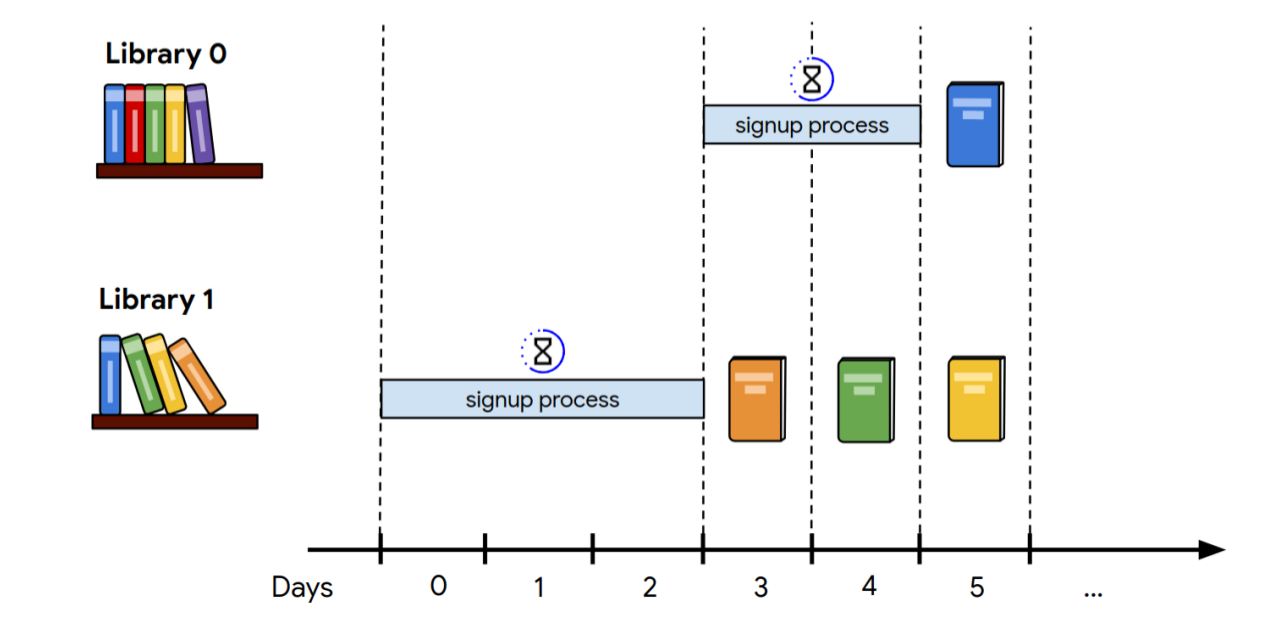 Library 0
signup process
Library 1
signup process
Days 0 1 2 3 4 5 ...